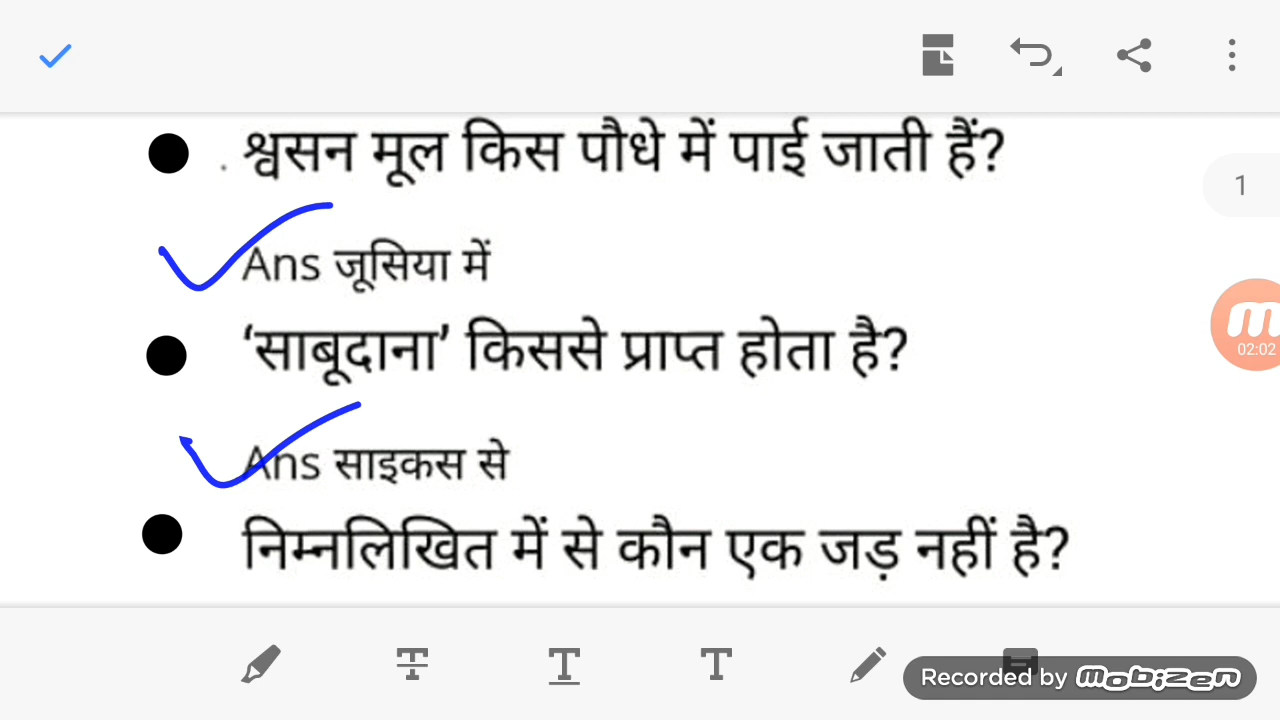 . श्वसन मूल किस पौधे में पाई जाती हैं?
1
Ans जूसिया में
‘साबूदाना’ किससे प्राप्त होता है?
02:02
Ans साइकस से
निम्नलिखित में से कौन एक जड़ नहीं है?
T T T
Recorded by mobizen